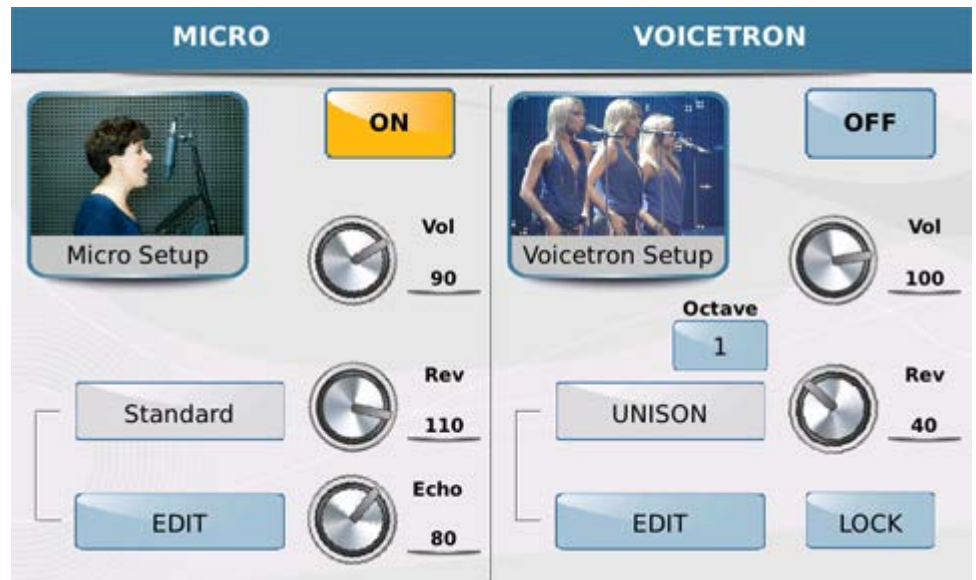 MICRO
ON
Micro Setup
Vol
90
Standard
Rev
110
EDIT
Echo
80
VOICETRON
OFF
Voicetron Setup
Vol
100
Octave
1
UNISON
Rev
40
EDIT
LOCK